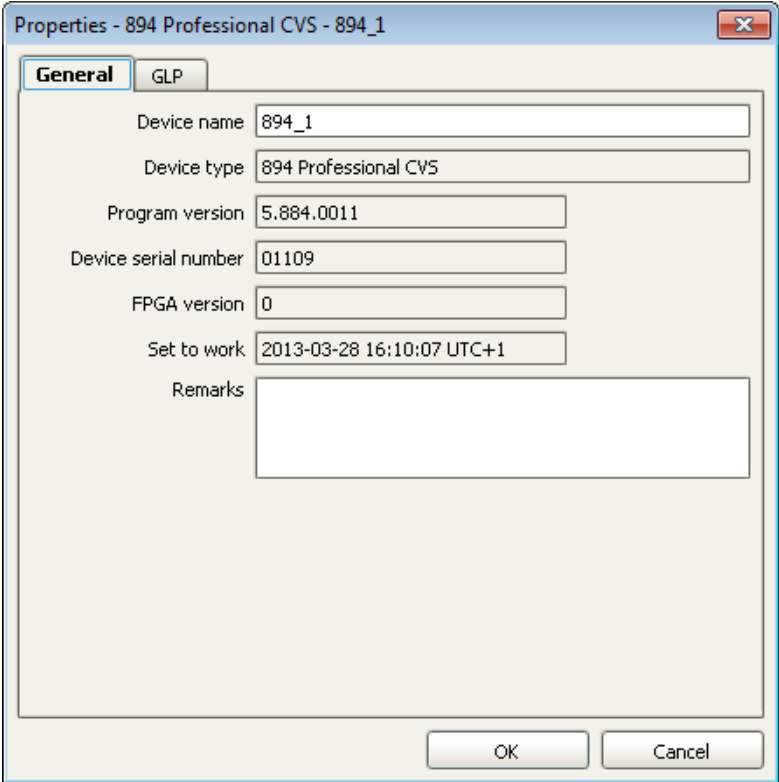 Properties - 894 Professional CVS - 894_1
General GLP
Device name 894_1
Device type 894 Professional CVS
Program version 5.884.0011
Device serial number 01109
FPGA version 0
Set to work 2013-03-28 16:10:07 UTC+1
Remarks
OK Cancel